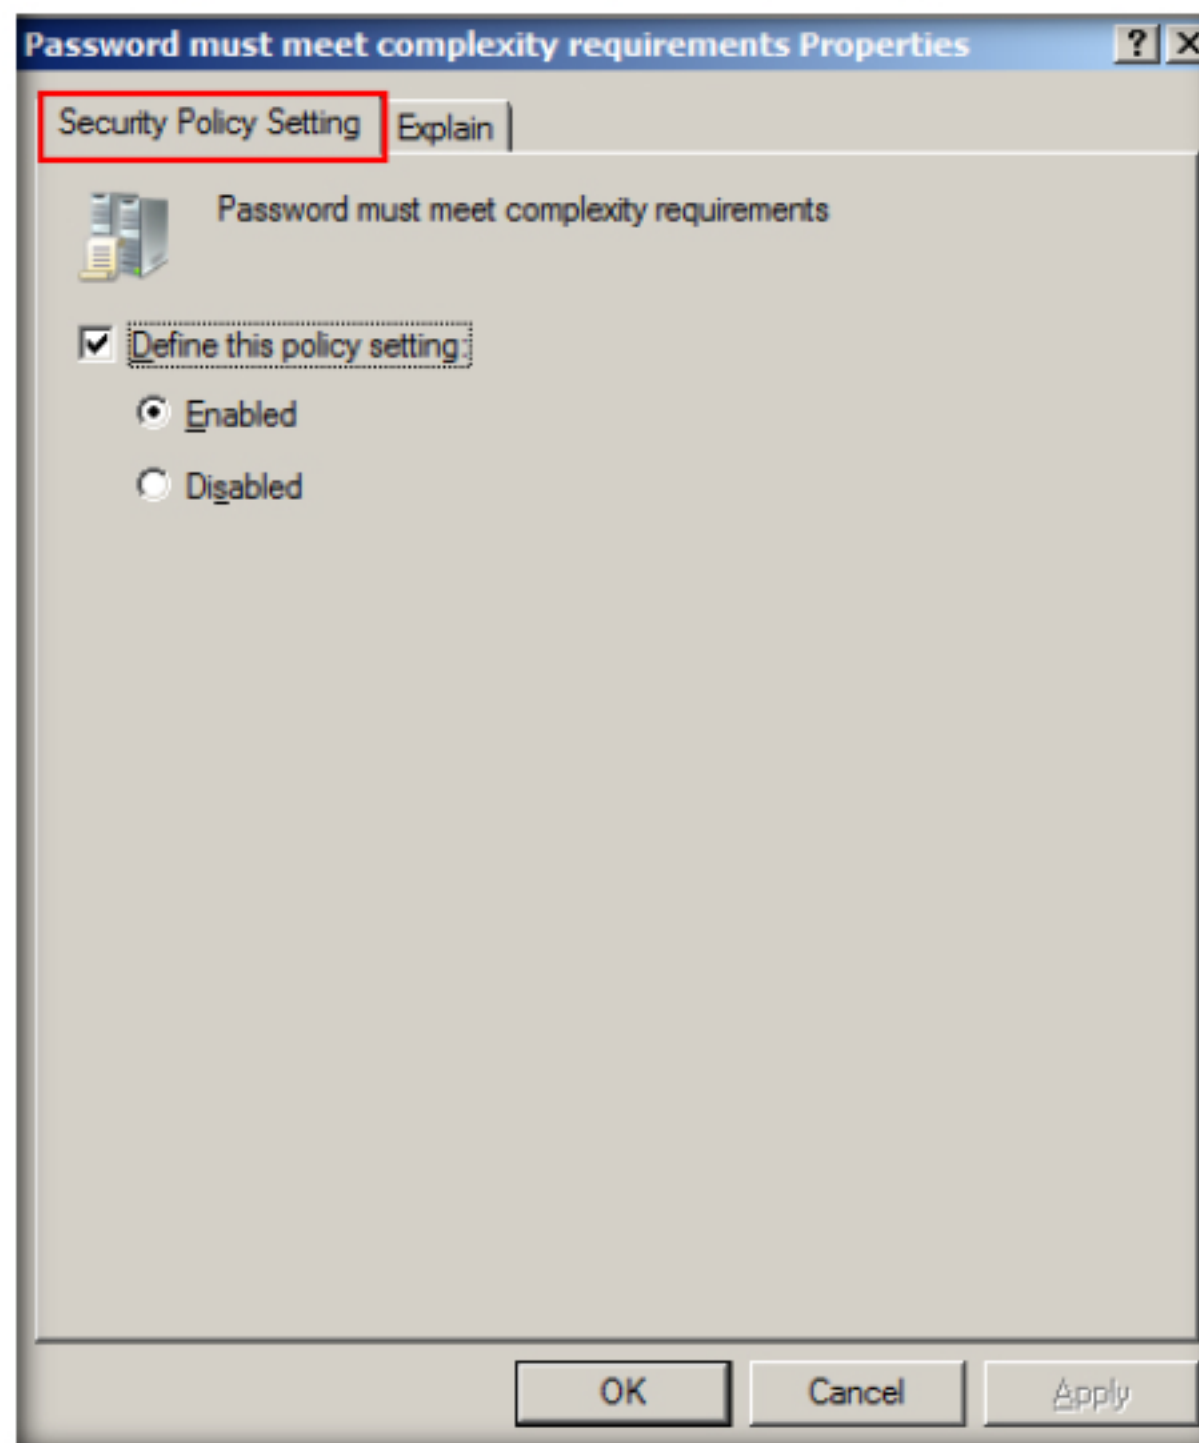 Password must meet complexity requirements Properties
Security Policy Setting Explain
Password must meet complexity requirements
Define this policy setting:
Enabled
Disabled
OK Cancel Apply